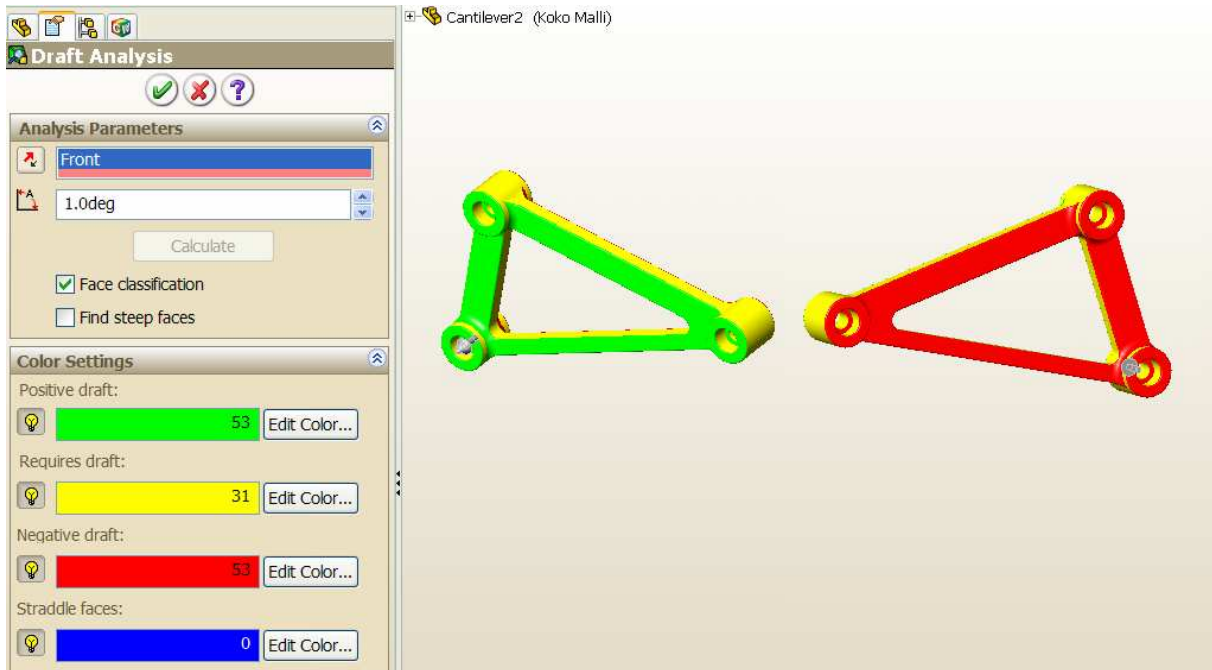 Cantilever2 (Koko Malli)
Draft Analysis
Analysis Parameters
Front
A
1.0deg
Calculate
Face classification
Find steep faces
Color Settings
Positive draft:
53 Edit Color...
Requires draft:
31 Edit Color...
Negative draft:
53 Edit Color...
Straddle faces:
0 Edit Color...